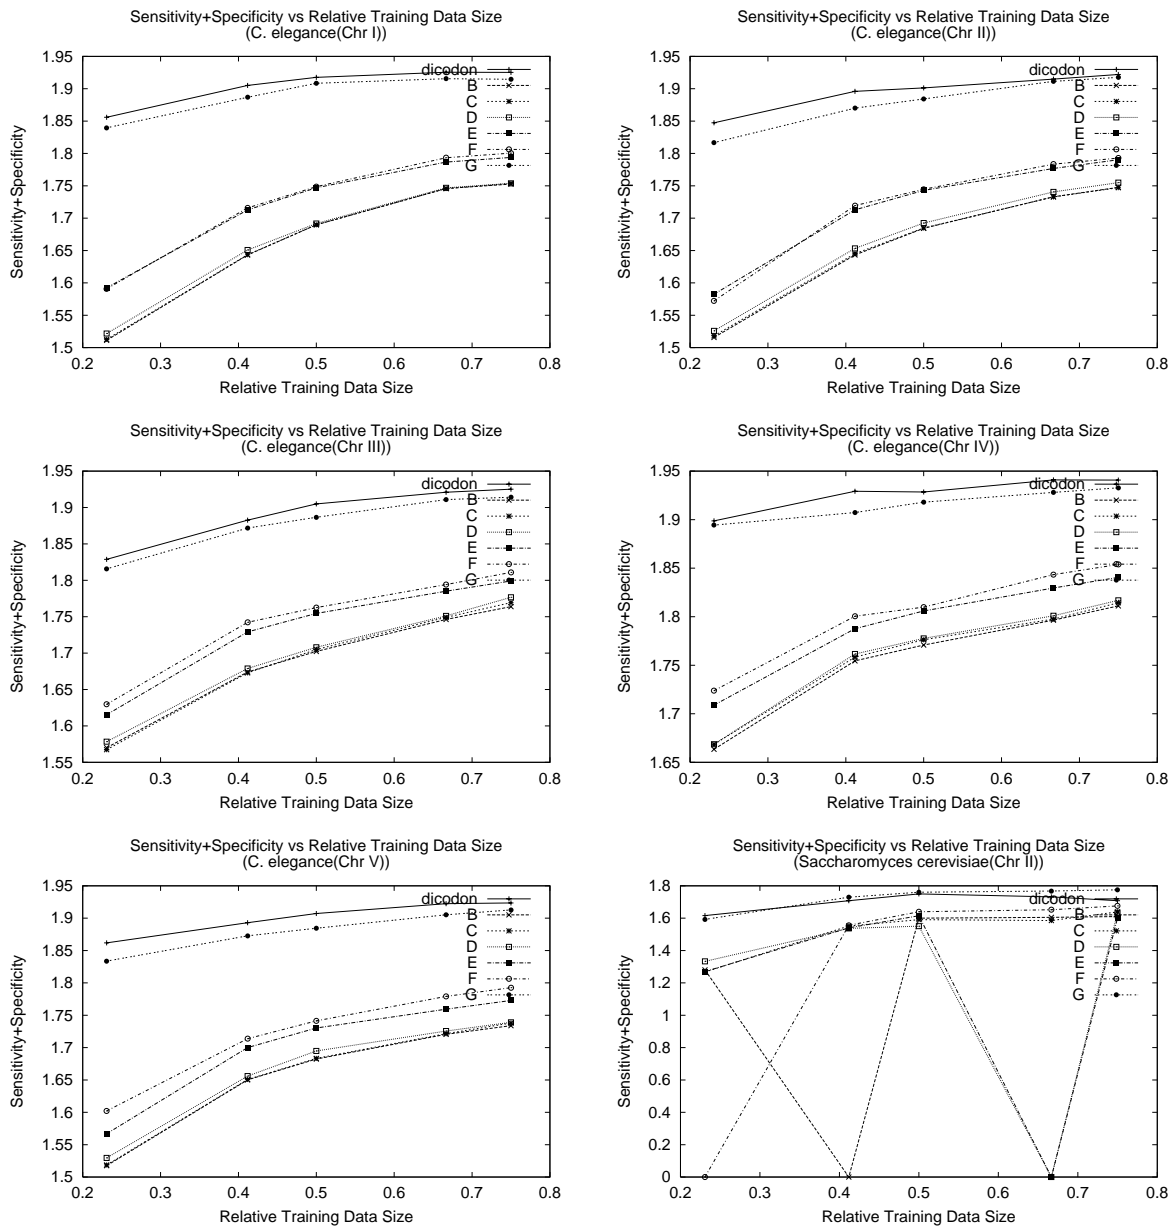 Sensitivity+Specificity vs Relative Training Data Size
(C. elegance(Chr I))
1.95
1.9
1.85
1.8
1.75
1.7
1.65
1.6
1.55
1.5
Sensitivity+Specificity
dicodon
B
C
D
E
F
G
0.2 0.3 0.4 0.5 0.6 0.7 0.8
Relative Training Data Size
Sensitivity+Specificity vs Relative Training Data Size
(C. elegance(Chr II))
1.95
1.9
1.85
1.8
1.75
1.7
1.65
1.6
1.55
1.5
Sensitivity+Specificity
dicodon
B
C
D
E
F
G
0.2 0.3 0.4 0.5 0.6 0.7 0.8
Relative Training Data Size
Sensitivity+Specificity vs Relative Training Data Size
(C. elegance(Chr III))
1.95
1.9
1.85
1.8
1.75
1.7
1.65
1.6
1.55
Sensitivity+Specificity
dicodon
B
C
D
E
F
G
0.2 0.3 0.4 0.5 0.6 0.7 0.8
Relative Training Data Size
Sensitivity+Specificity vs Relative Training Data Size
(C. elegance(Chr IV))
1.95
1.9
1.85
1.8
1.75
1.7
1.65
Sensitivity+Specificity
dicodon
B
C
D
E
F
G
0.2 0.3 0.4 0.5 0.6 0.7 0.8
Relative Training Data Size
Sensitivity+Specificity vs Relative Training Data Size
(C. elegance(Chr V))
1.95
1.9
1.85
1.8
1.75
1.7
1.65
1.6
1.55
1.5
Sensitivity+Specificity
dicodon
B
C
D
E
F
G
0.2 0.3 0.4 0.5 0.6 0.7 0.8
Relative Training Data Size
Sensitivity+Specificity vs Relative Training Data Size
(Saccharomyces cerevisiae(Chr II))
1.8
1.6
1.4
1.2
1
0.8
0.6
0.4
0.2
0
Sensitivity+Specificity
dicodon
B
C
D
E
F
G
0.2 0.3 0.4 0.5 0.6 0.7 0.8
Relative Training Data Size